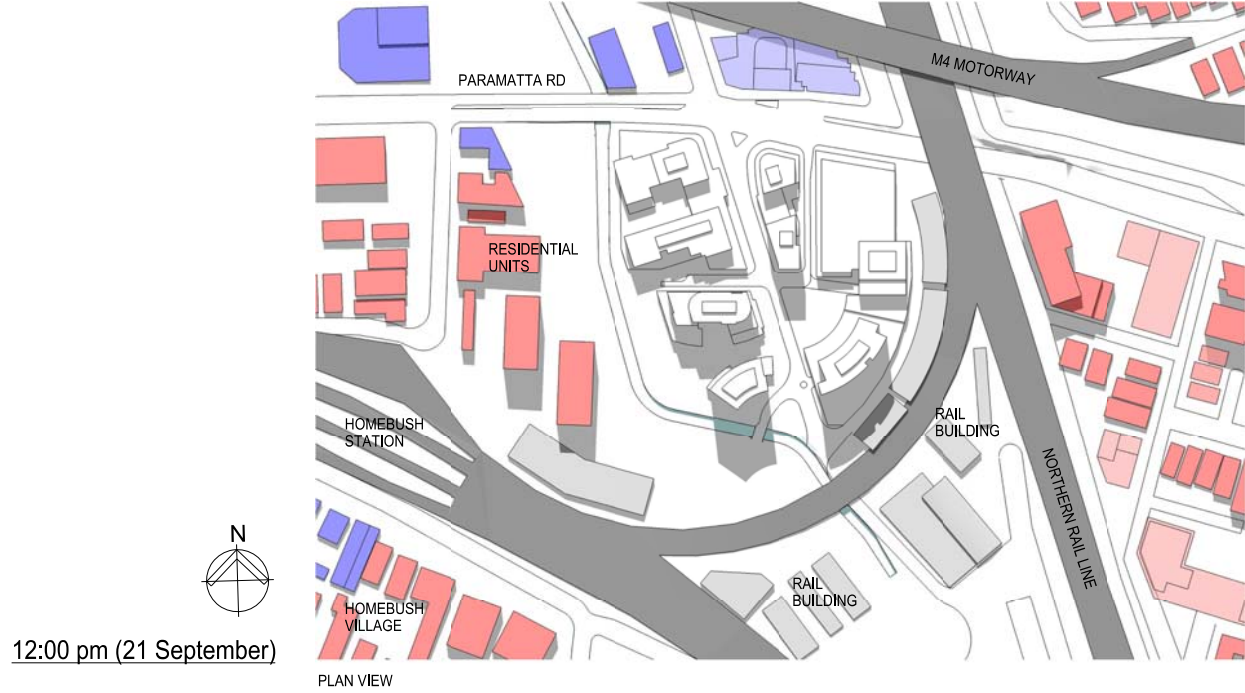 PARAMATTA RD
M4 MOTORWAY
RESIDENTIAL
UNITS
HOMEBUSH
STATION
RAIL
BUILDING
NORTHERN RAIL LINE
N
RAIL
BUILDING
HOMEBUSH
VILLAGE
12:00 pm (21 September)
PLAN VIEW